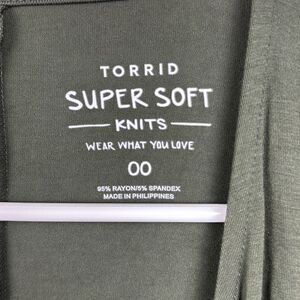 TORRID
SUPER SOFT
KNITS
WEAR WHAT YOU LOVE
00
95% RAYON/5% SPANDEX
MADE IN PHILIPPINES